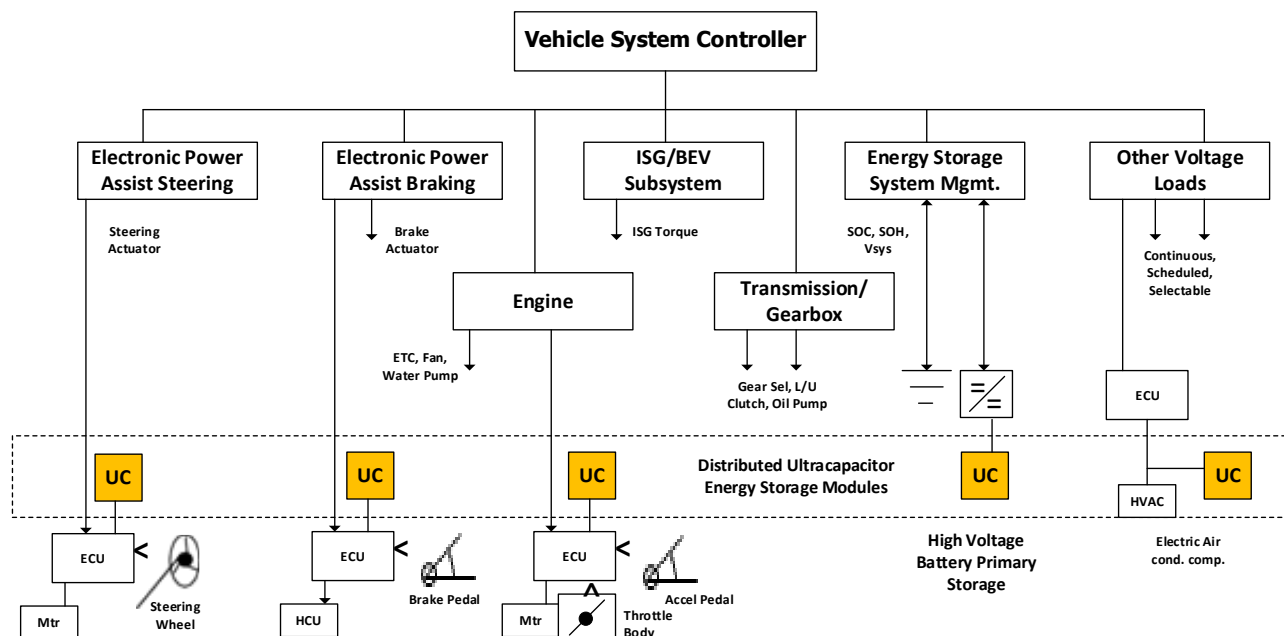 Vehicle System Controller
Electronic Power
Assist Steering
Electronic Power
Assist Braking
ISG/BEV
Subsystem
Energy Storage
System Mgmt.
Other Voltage
Loads
Steering
Actuator
Brake
Actuator
ISG Torque
SOC, SOH,
Vsys
Continuous,
Scheduled,
Selectable
Engine
Transmission/
Gearbox
ETC, Fan,
Water Pump
Gear Sel, L/U
Clutch, Oil Pump
ECU
UC
UC
UC
Distributed Ultracapacitor
Energy Storage Modules
UC
UC
HVAC
ECU
ECU
ECU
High Voltage
Battery Primary
Storage
Electric Air
cond. comp.
Mtr
Steering
Wheel
HCU
Brake Pedal
Mtr
Throttle
Body
Accel Pedal